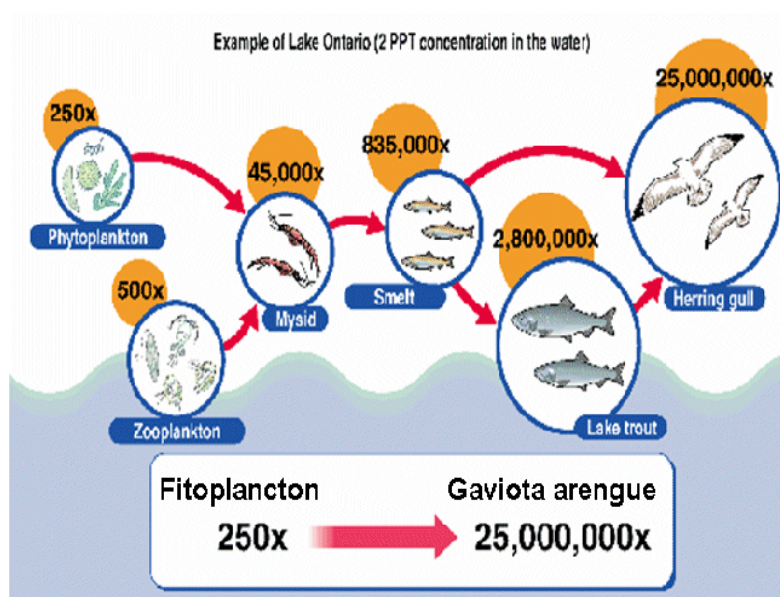 Example of Lake Ontario (2 PPT concentration in the water)
250x
Phytoplankton
500x
Zooplankton
45,000x
Mysid
835,000x
Smelt
2,800,000x
Lake trout
25,000,000x
Herring gull
Fitoplancton Gaviota arengue
250x 25,000,000x